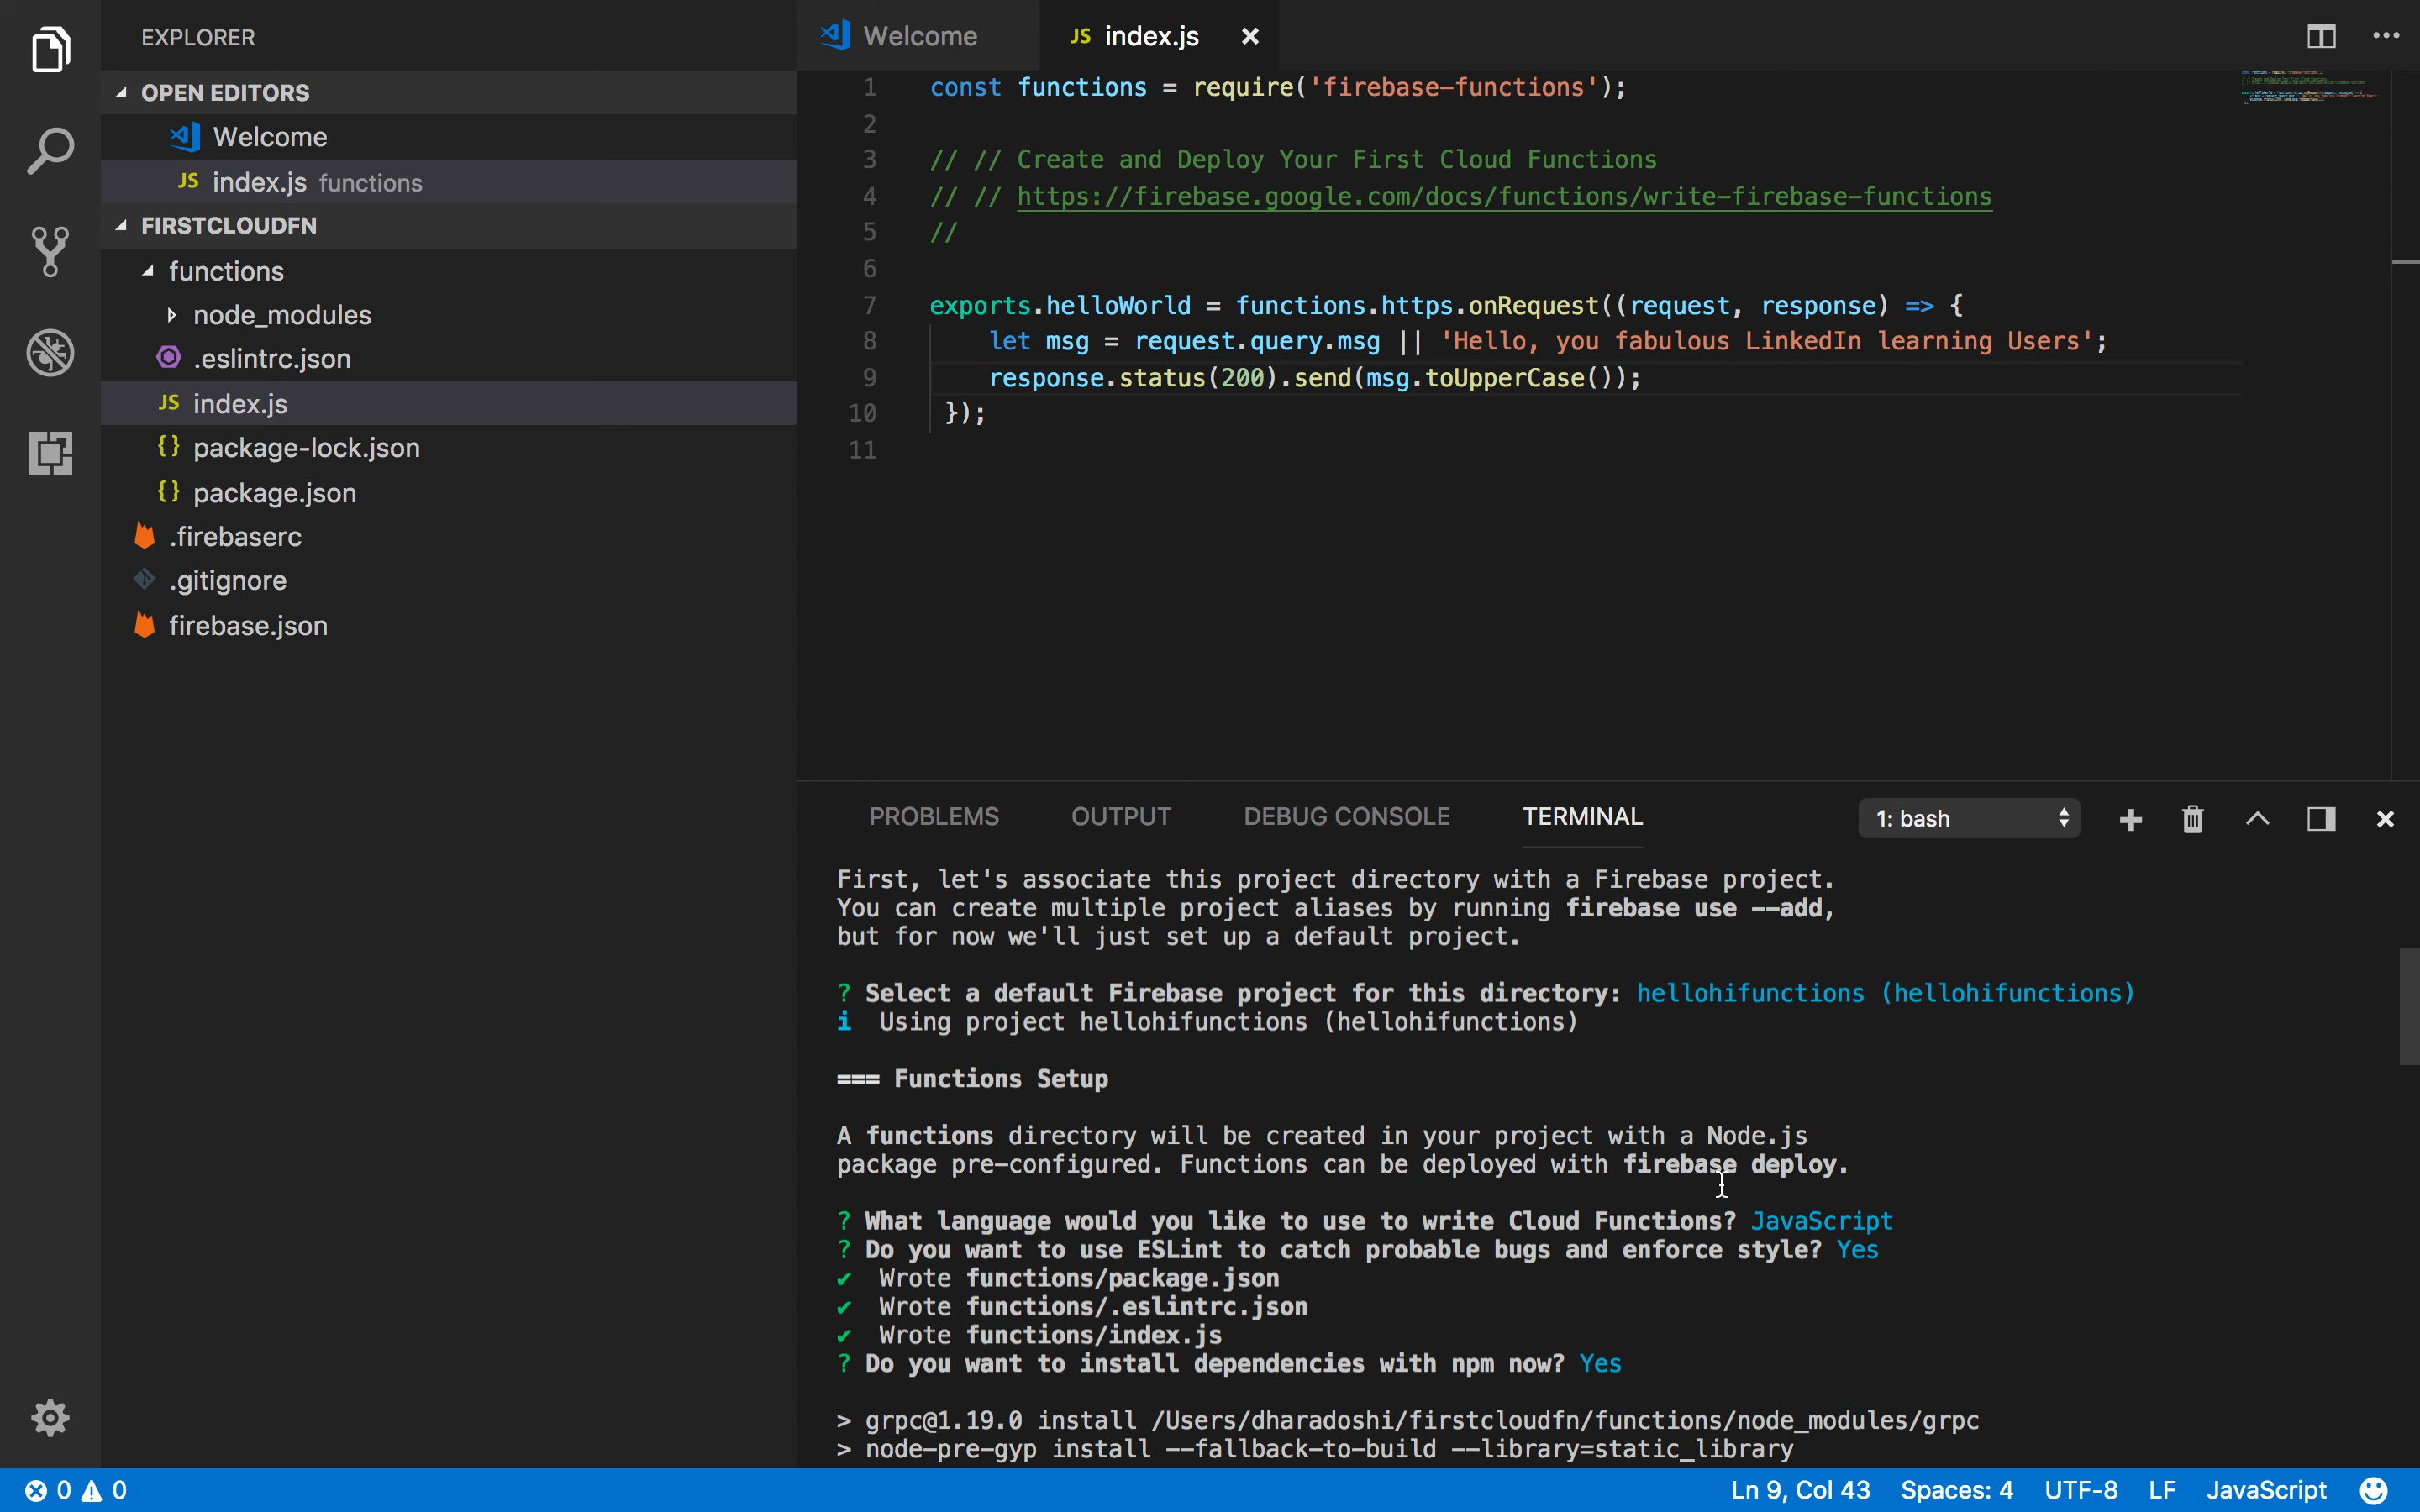 EXPLORER
OPEN EDITORS
Welcome
JS index.js functions
FIRSTCLOUDFN
functions
node_modules
.eslintrc.json
JS index.js
{} package-lock.json
{} package.json
.firebaserc
.gitignore
firebase.json
Welcome
JS index.js
1 const functions = require('firebase-functions');
2
3 // // Create and Deploy Your First Cloud Functions
4 // // https://firebase.google.com/docs/functions/write-firebase-functions
5 //
6
7 exports.helloWorld = functions.https.onRequest((request, response) => {
8 let msg = request.query.msg || 'Hello, you fabulous LinkedIn learning Users';
9 response.status(200).send(msg.toUpperCase());
10 });
11
PROBLEMS OUTPUT DEBUG CONSOLE TERMINAL 1: bash
First, let's associate this project directory with a Firebase project.
You can create multiple project aliases by running firebase use --add,
but for now we'll just set up a default project.
? Select a default Firebase project for this directory: hellohifunctions (hellohifunctions)
i Using project hellohifunctions (hellohifunctions)
=== Functions Setup
A functions directory will be created in your project with a Node.js
package pre-configured. Functions can be deployed with firebase deploy.
? What language would you like to use to write Cloud Functions? JavaScript
? Do you want to use ESLint to catch probable bugs and enforce style? Yes
✔ Wrote functions/package.json
✔ Wrote functions/.eslintrc.json
✔ Wrote functions/index.js
? Do you want to install dependencies with npm now? Yes
> grpc@1.19.0 install /Users/dharadoshi/firstcloudfn/functions/node_modules/grpc
> node-pre-gyp install --fallback-to-build --library=static_library
0 0 Ln 9, Col 43 Spaces: 4 UTF-8 LF JavaScript